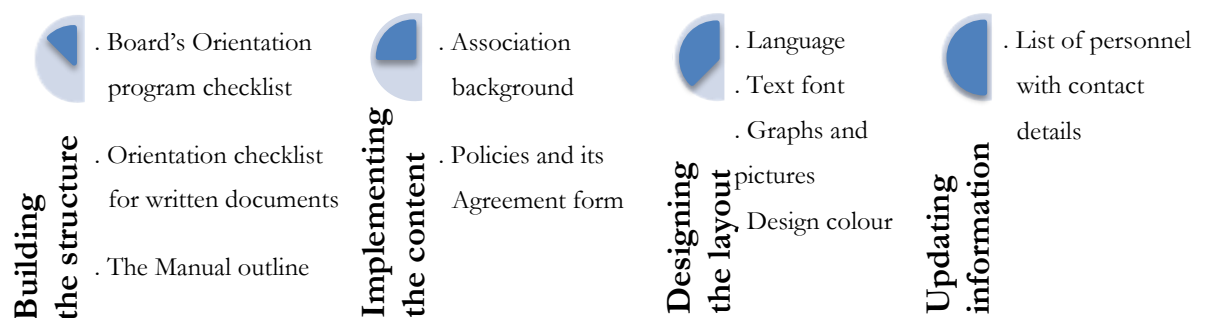 Building
the structure
. Board's Orientation
program checklist
. Orientation checklist
for written documents
. The Manual outline
Implementing
the content
. Association
background
. Policies and its
Agreement form
Designing
the layout
. Language
. Text font
. Graphs and
pictures
. Design colour
Updating
information
. List of personnel
with contact
details